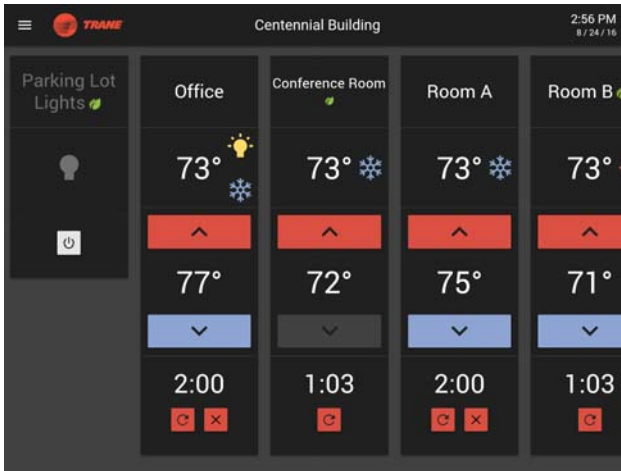 TRANE
Centennial Building
2:56 PM
8 / 24 / 16
Parking Lot
Lights
Office
73°
77°
2:00
Conference Room
73°
72°
1:03
Room A
73°
75°
2:00
Room B
73°
71°
1:03